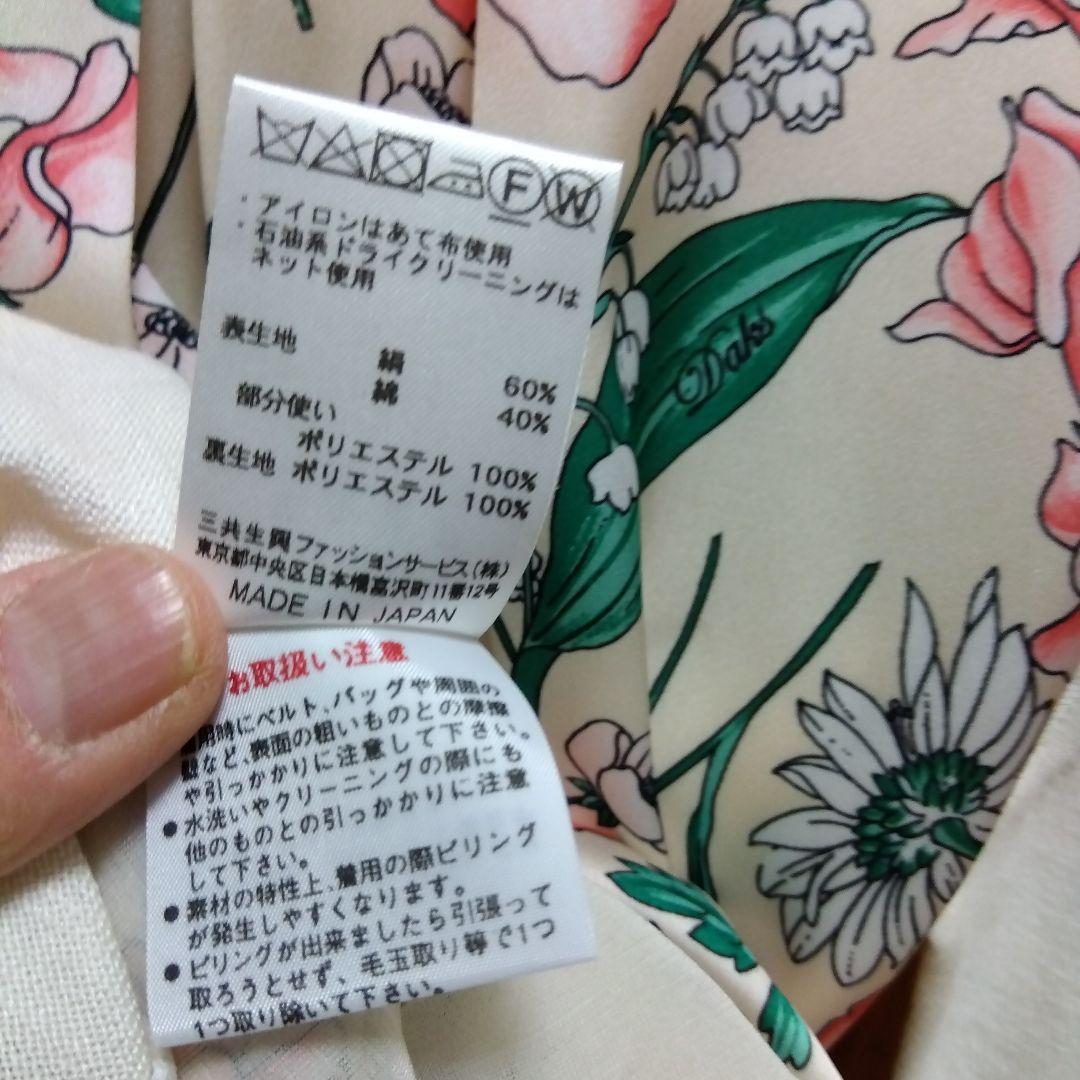 F W
・アイロンはあて布使用
・石油系ドライクリーニングは
ネット使用
表生地
絹 60%
綿 40%
部分使い
ポリエステル 100%
裏生地 ポリエステル 100%
三共生興ファッションサービス(株)
東京都中央区日本橋富沢町11番12号
MADE IN JAPAN
お取扱い注意
用時にベルト、バッグや周囲の
など、表面の粗いものとの摩擦
や引っかかりに注意して下さい。
●水洗いやクリーニングの際にも
他のものとの引っかかりに注意
して下さい。
●素材の特性上、着用の際ピリング
が発生しやすくなります。
●ピリングが出来ましたら引張って
取ろうとせず、毛玉取り等で1つ
1つ取り除いて下さい。
Daks